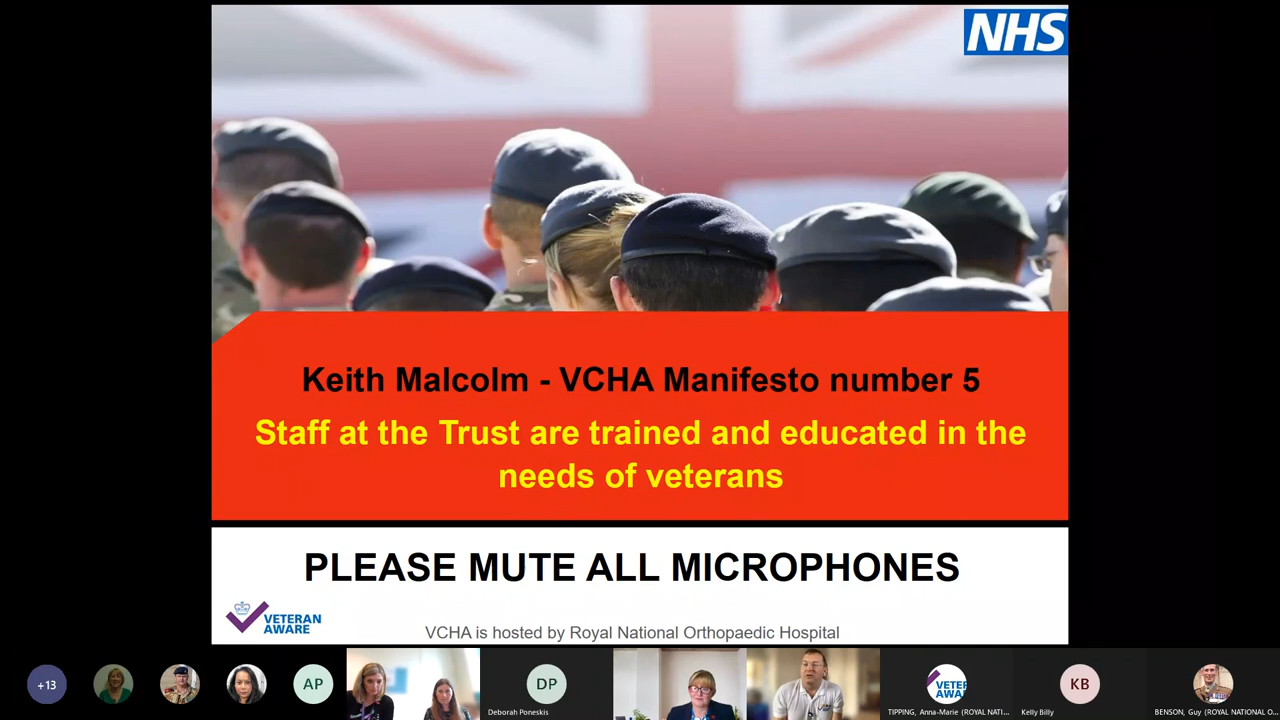 NHS
Keith Malcolm - VCHA Manifesto number 5
Staff at the Trust are trained and educated in the
needs of veterans
PLEASE MUTE ALL MICROPHONES
VETERAN
AWARE
VCHA is hosted by Royal National Orthopaedic Hospital
+13
AP
DP
Deborah Poneskis
VETER
AWAR
TIPPING, Anna-Marie (ROYAL NATI...
KB
Kelly Billy
BENSON, Guy (ROYAL NATIONAL O...